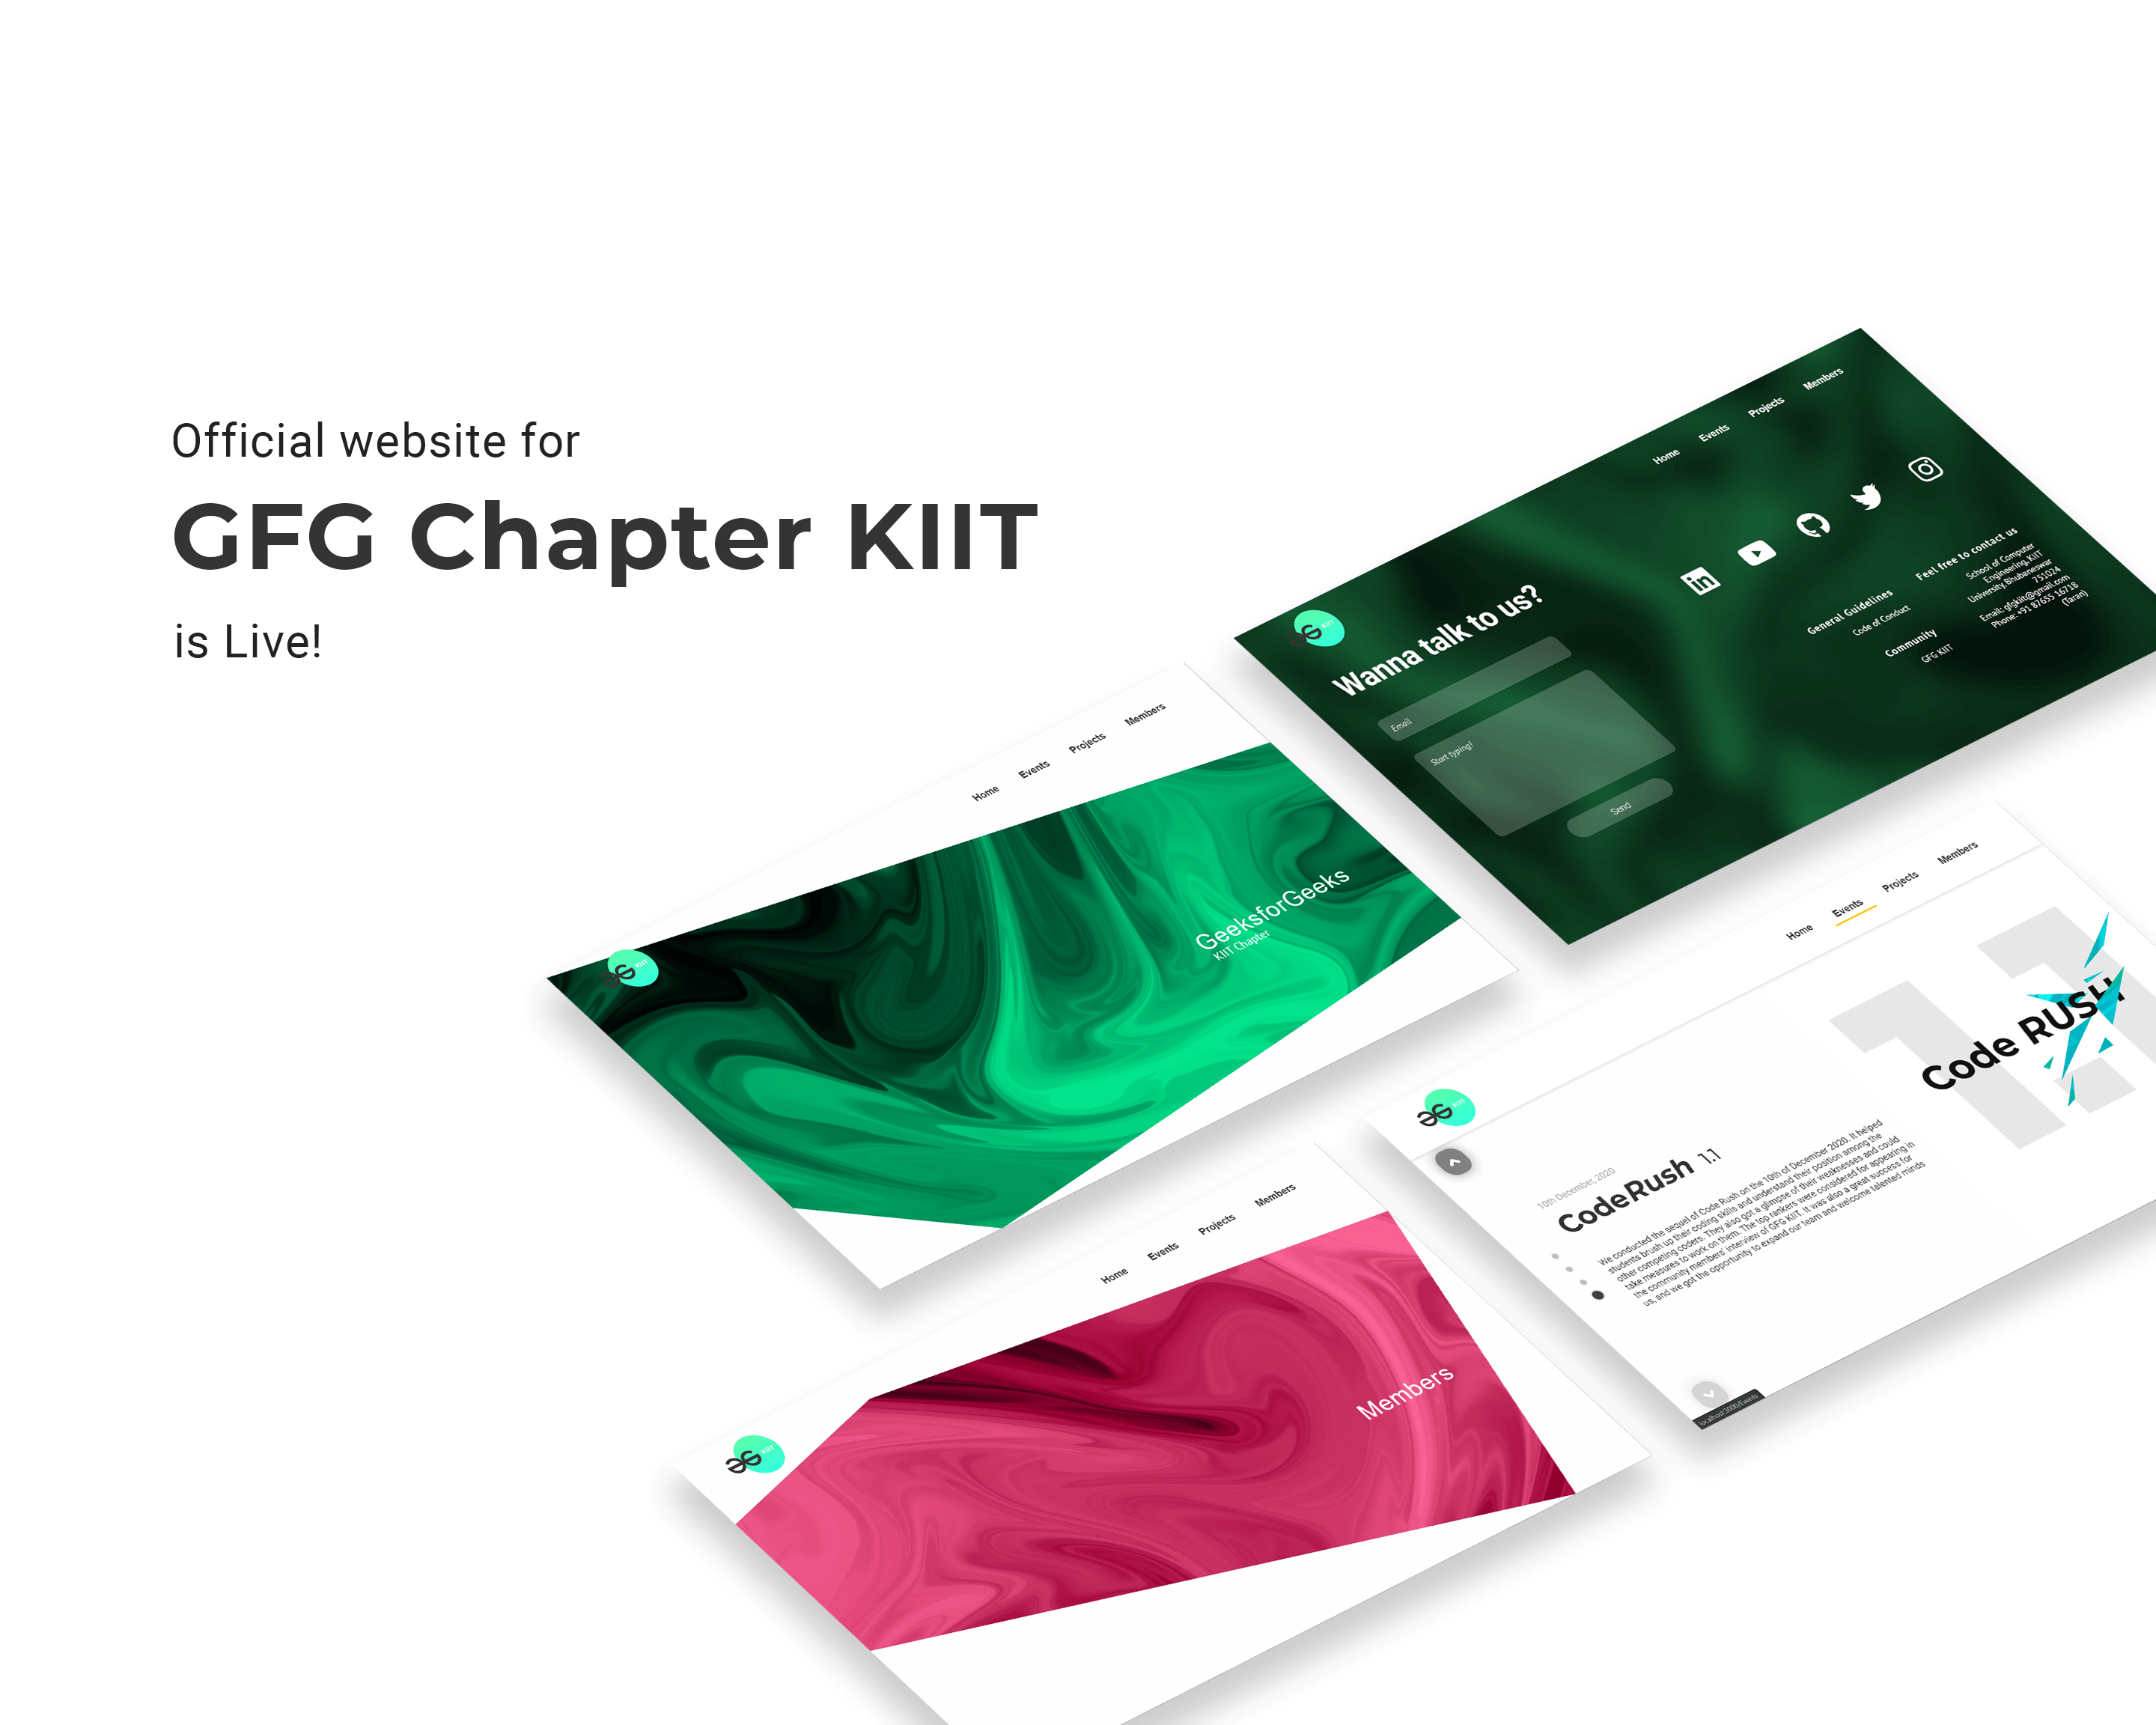 Official website for
GFG Chapter KIIT
is Live!
Home Events Projects Members
KIIT
Wanna talk to us?
Email
Start typing!
Send
General Guidelines
Code of Conduct
Community
GFG KIIT
Feel free to contact us
School of Computer
Engineering, KIIT
University, Bhubaneswar
751024
Email: gfgkiit@gmail.com
Phone: +91 87655 16718
(Taran)
Home Events Projects Members
KIIT
GeeksforGeeks
KIIT Chapter
Home Events Projects Members
KIIT
10th December, 2020
CodeRush 1.1
We conducted the sequel of Code Rush on the 10th of December 2020. It helped
students brush up their coding skills and understand their position among the
other competing coders. They also got a glimpse of their weaknesses and could
take measures to work on them. The top rankers were considered for appearing in
the community members' interview of GFG KIIT. It was also a great success for
us, and we got the opportunity to expand our team and welcome talented minds
1.1
Code RUSH
localhost:3000/Events
Home Events Projects Members
KIIT
Members